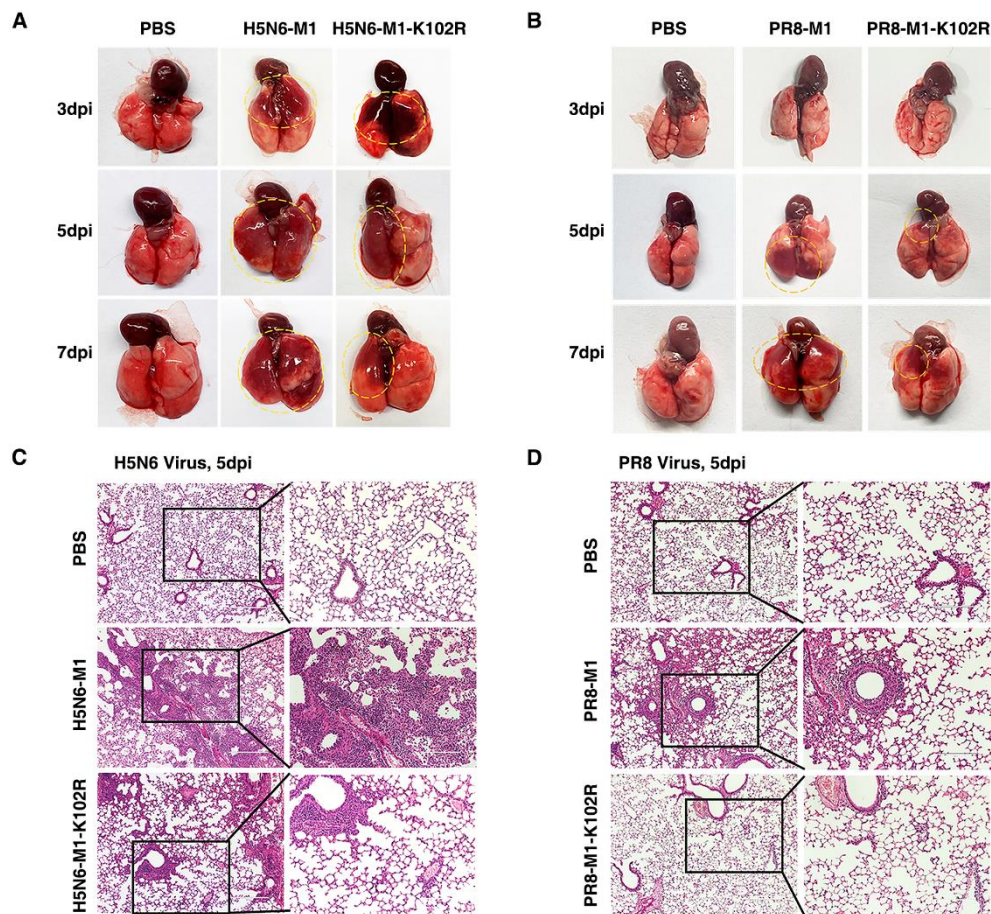 A
PBS H5N6-M1 H5N6-M1-K102R
3dpi
5dpi
7dpi
B
PBS PR8-M1 PR8-M1-K102R
3dpi
5dpi
7dpi
C
H5N6 Virus, 5dpi
PBS
H5N6-M1
H5N6-M1-K102R
D
PR8 Virus, 5dpi
PBS
PR8-M1
PR8-M1-K102R